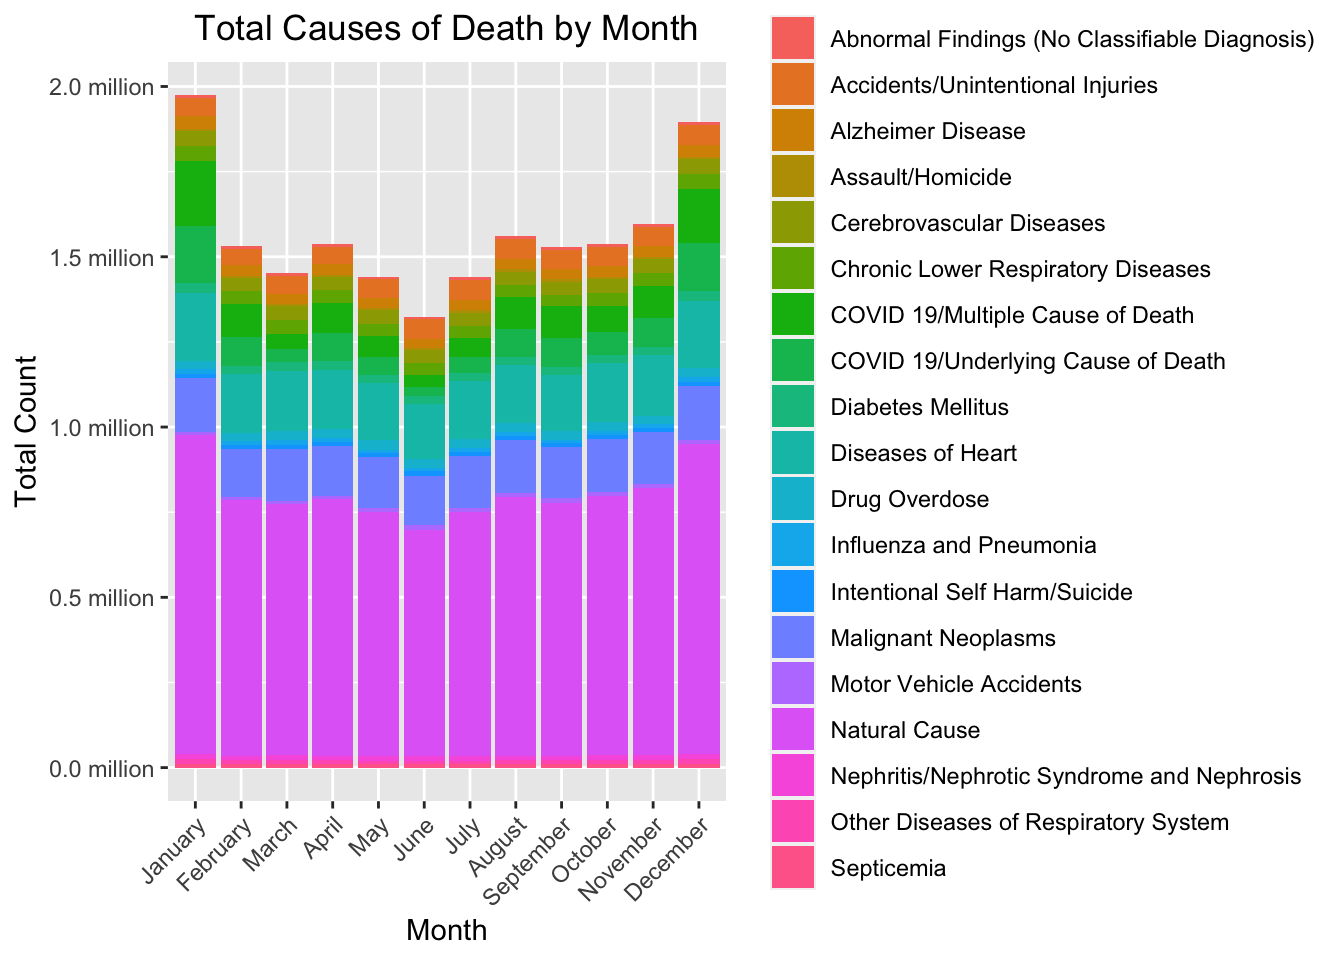 Total Causes of Death by Month
Total Count
2.0 million
1.5 million
1.0 million
0.5 million
0.0 million
January
February
March
April
May
June
July
August
September
October
November
December
Month
Abnormal Findings (No Classifiable Diagnosis)
Accidents/Unintentional Injuries
Alzheimer Disease
Assault/Homicide
Cerebrovascular Diseases
Chronic Lower Respiratory Diseases
COVID 19/Multiple Cause of Death
COVID 19/Underlying Cause of Death
Diabetes Mellitus
Diseases of Heart
Drug Overdose
Influenza and Pneumonia
Intentional Self Harm/Suicide
Malignant Neoplasms
Motor Vehicle Accidents
Natural Cause
Nephritis/Nephrotic Syndrome and Nephrosis
Other Diseases of Respiratory System
Septicemia